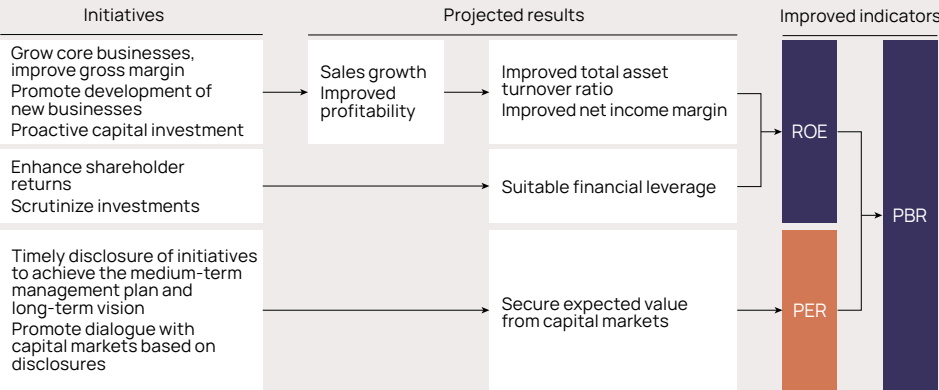 Initiatives
Projected results
Improved indicators
Grow core businesses,
improve gross margin
Promote development of
new businesses
Proactive capital investment
Sales growth
Improved
profitability
Improved total asset
turnover ratio
Improved net income margin
ROE
Enhance shareholder
returns
Scrutinize investments
Suitable financial leverage
PBR
Timely disclosure of initiatives
to achieve the medium-term
management plan and
long-term vision
Promote dialogue with
capital markets based on
disclosures
Secure expected value
from capital markets
PER